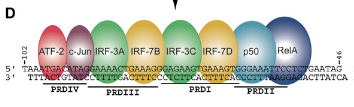 D
-102
-46
ATF-2 c-Jun IRF-3A IRF-7B IRF-3C IRF-7D p50 RelA
5' TAAATGACATAGGAAAACTGAAAGGGAGAAGTGAAAGTGGGAAATTCCTCTGAATAG 3'
3' TTTACTGTATCCTTTTGACTTTCCCTCTTCACTTTCACCCTTTAAGGAGACTTATCA 5'
PRDIV PRDIII PRDI PRDII